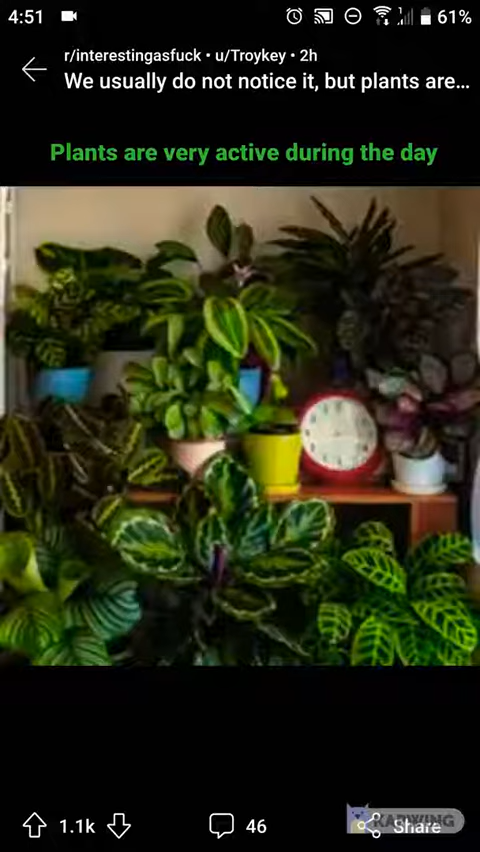 4:51
61%
r/interestingasfuck • u/Troykey • 2h
We usually do not notice it, but plants are...
Plants are very active during the day
1.1k
46
KAPWING
Share